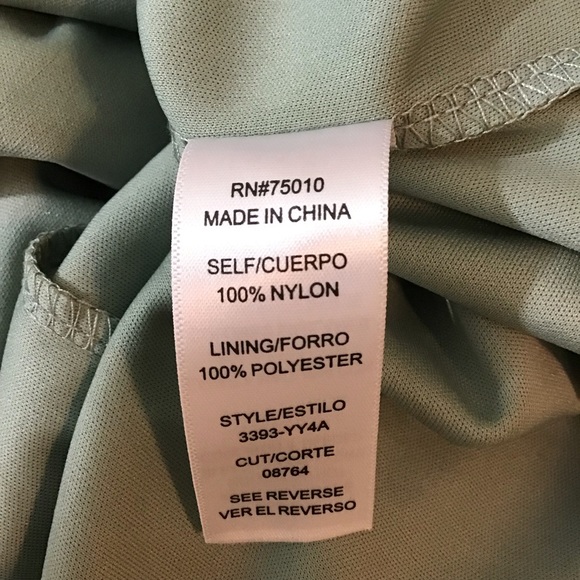 RN#75010
MADE IN CHINA
SELF/CUERPO
100% NYLON
LINING/FORRO
100% POLYESTER
STYLE/ESTILO
3393-YY4A
CUT/CORTE
08764
SEE REVERSE
VER EL REVERSO